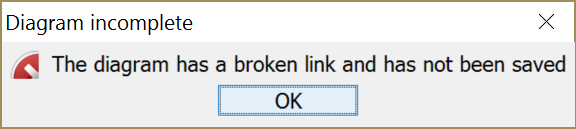 Diagram incomplete
The diagram has a broken link and has not been saved
OK